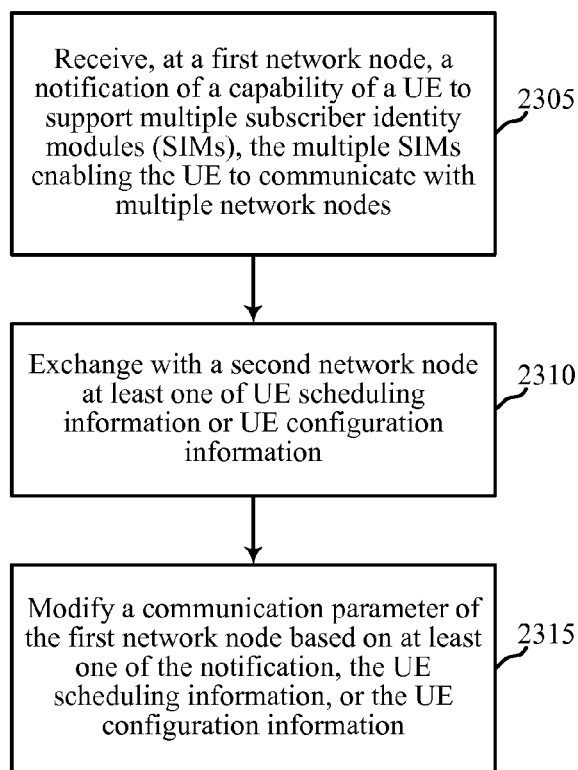 Receive, at a first network node, a
notification of a capability of a UE to
support multiple subscriber identity
modules (SIMs), the multiple SIMs
enabling the UE to communicate with
multiple network nodes
2305
Exchange with a second network node
at least one of UE scheduling
information or UE configuration
information
2310
Modify a communication parameter of
the first network node based on at least
one of the notification, the UE
scheduling information, or the UE
configuration information
2315